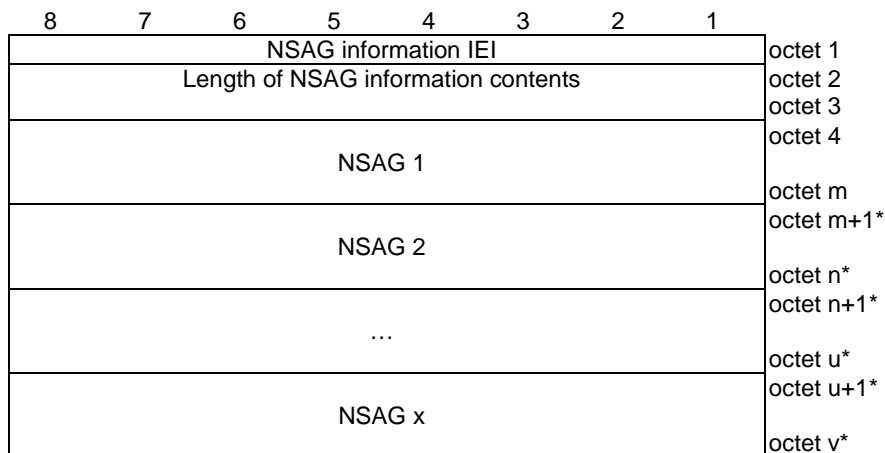 8 7 6 5 4 3 2 1
NSAG information IEI octet 1
Length of NSAG information contents octet 2
octet 3
octet 4
NSAG 1
octet m
octet m+1*
NSAG 2
octet n*
octet n+1*
…
octet u*
octet u+1*
NSAG x
octet v*